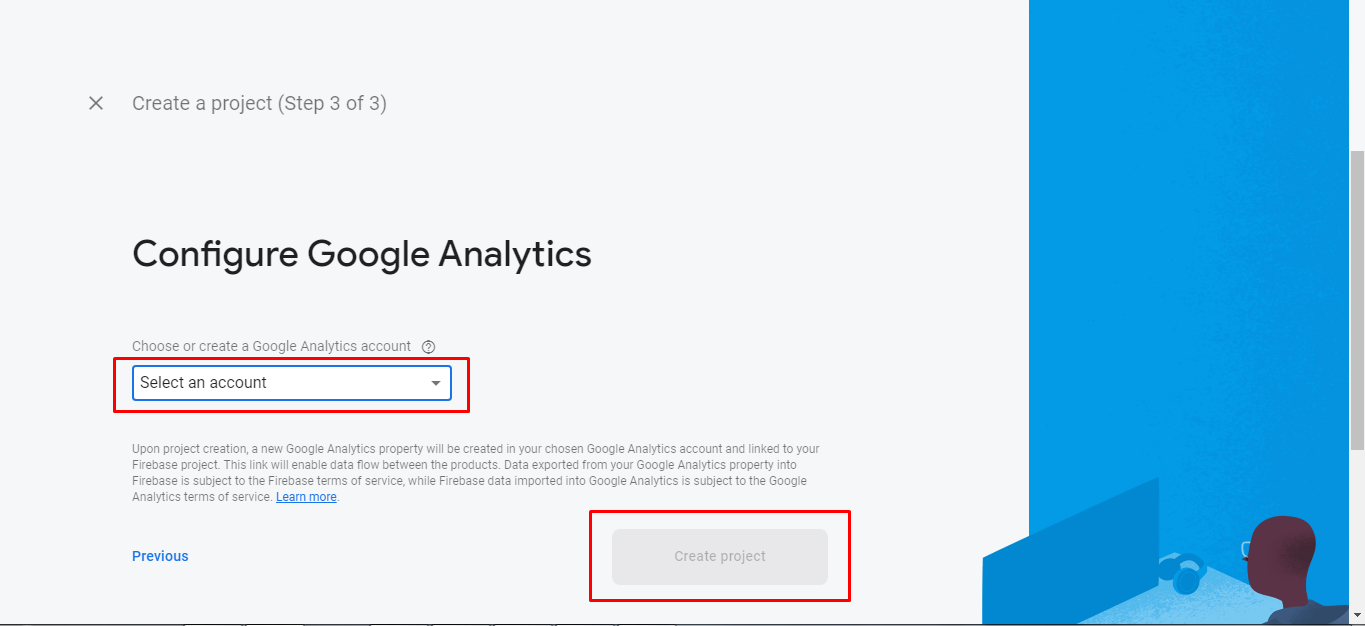 Create a project (Step 3 of 3)
Configure Google Analytics
Choose or create a Google Analytics account
Select an account
Upon project creation, a new Google Analytics property will be created in your chosen Google Analytics account and linked to your
Firebase project. This link will enable data flow between the products. Data exported from your Google Analytics property into
Firebase is subject to the Firebase terms of service, while Firebase data imported into Google Analytics is subject to the Google
Analytics terms of service. Learn more.
Previous
Create project